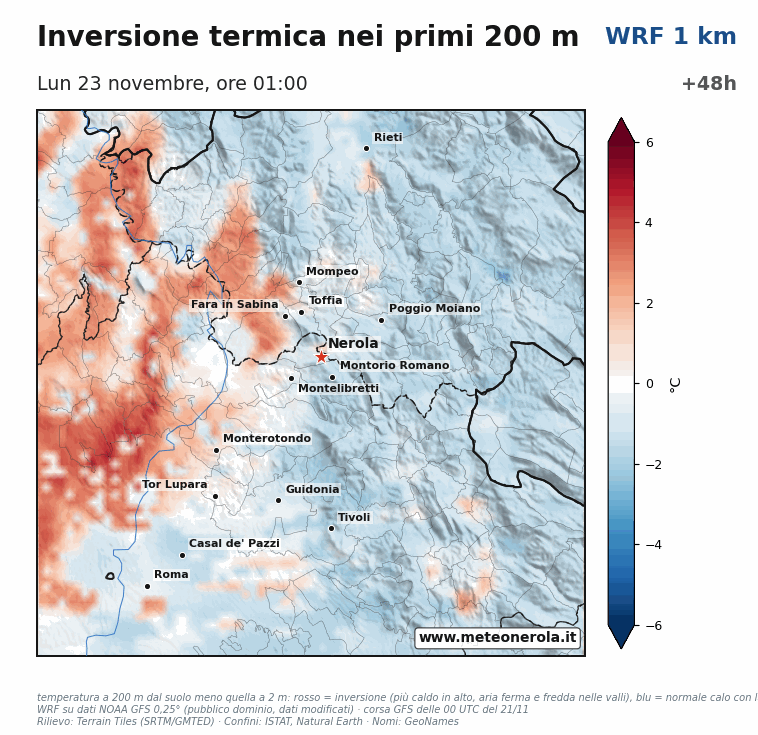 Inversione termica nei primi 200 m
WRF 1 km
Lun 23 novembre, ore 01:00
+48h
Rieti
Mompeo
Fara in Sabina
Toffia
Poggio Moiano
Nerola
Montorio Romano
Montelibretti
Monterotondo
Tor Lupara
Guidonia
Tivoli
Casal de' Pazzi
Roma
6
4
2
0
−2
−4
−6
°C
www.meteonerola.it
temperatura a 200 m dal suolo meno quella a 2 m: rosso = inversione (più caldo in alto, aria ferma e fredda nelle valli), blu = normale calo con
WRF su dati NOAA GFS 0,25° (pubblico dominio, dati modificati) · corsa GFS delle 00 UTC del 21/11
Rilievo: Terrain Tiles (SRTM/GMTED) · Confini: ISTAT, Natural Earth · Nomi: GeoNames